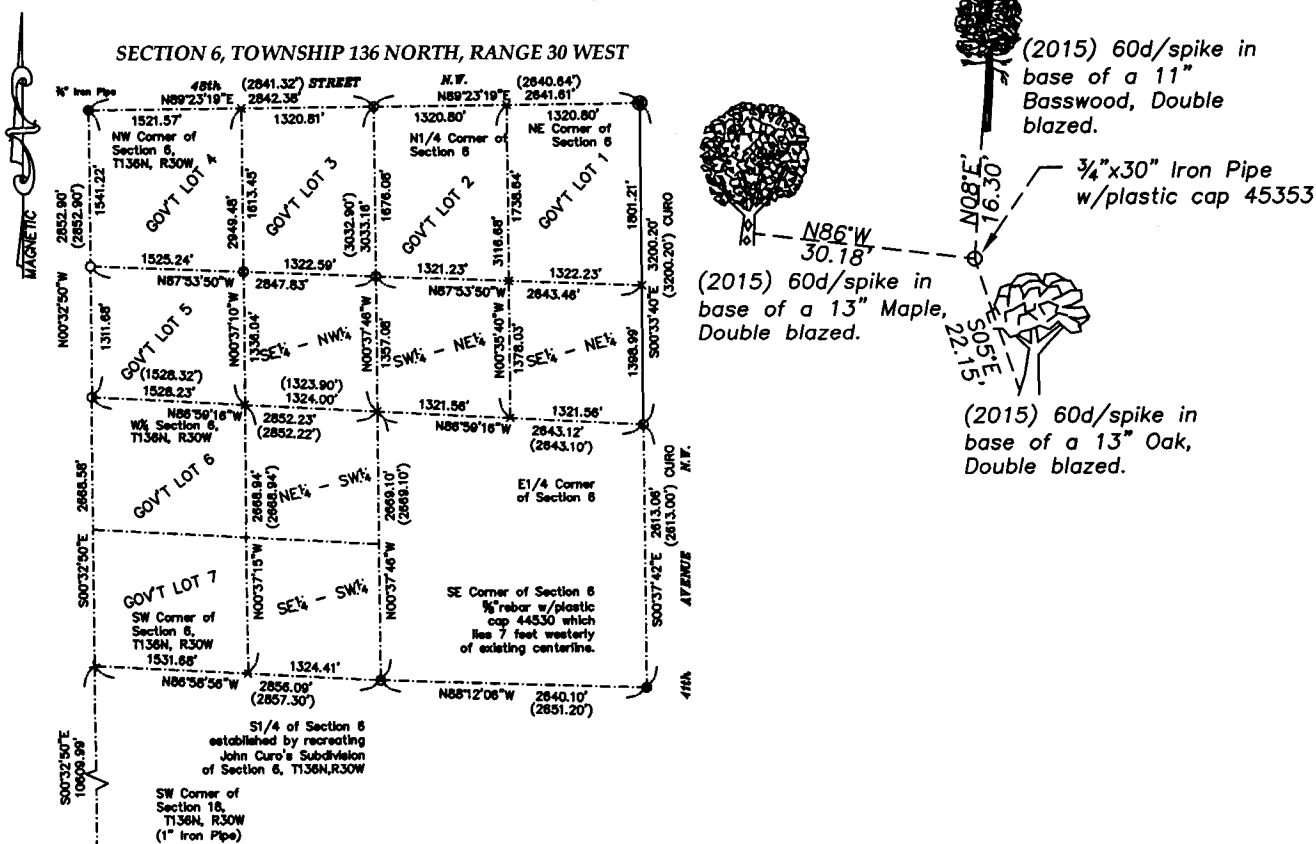 SECTION 6, TOWNSHIP 136 NORTH, RANGE 30 WEST
MAGNETIC
¾" Iron Pipe
48th
(2841.32')
STREET
N.W.
(2640.64')
N89°23'19"E
2842.38'
N89°23'19"E
2641.61'
1521.57'
1320.81'
1320.80'
1320.80'
NW Corner of
Section 6,
T136N, R30W
N1/4 Corner of
Section 6
NE Corner of
Section 6
GOV'T LOT 4
GOV'T LOT 3
GOV'T LOT 2
GOV'T LOT 1
2852.90'
(2852.90')
1541.22'
1613.45'
2949.48'
1676.08'
(3032.90')
3033.16'
1738.64'
3116.68'
1801.21'
3200.20'
(3200.20') CURO
1525.24'
1322.59'
1321.23'
1322.23'
N87°53'50"W
2847.83'
N87°53'50"W
2643.46'
N00°32'50"W
1311.68'
GOV'T LOT 5
N00°37'10"W
1336.04'
SE¼ - NW¼
N00°37'46"W
1357.06'
SW¼ - NE¼
N00°35'40"W
1378.03'
SE¼ - NE¼
1398.99'
S00°33'40"E
(1528.32')
1528.23'
(1323.90')
1324.00'
1321.56'
1321.56'
N86°59'16"W
2852.23'
(2852.22')
N86°59'16"W
2643.12'
(2643.10')
W¼ Section 6,
T136N, R30W
GOV'T LOT 6
2668.58'
2668.94'
(2668.94')
NE¼ - SW¼
2669.10'
(2669.10')
E1/4 Corner
of Section 6
2613.06'
(2613.00') CURO
N.W.
S00°32'50"E
GOV'T LOT 7
N00°37'15"W
SE¼ - SW¼
N00°37'46"W
S00°37'42"E
AVENUE
41th
SW Corner of
Section 6,
T136N, R30W
SE Corner of Section 6
⅝" rebar w/plastic
cap 44530 which
lies 7 feet westerly
of existing centerline.
1531.68'
1324.41'
N86°58'56"W
2856.09'
(2857.30')
N88°12'06"W
2640.10'
(2651.20')
S1/4 of Section 6
established by recreating
John Curo's Subdivision
of Section 6, T136N,R30W
S00°32'50"E
10609.99'
SW Corner of
Section 18,
T136N, R30W
(1" Iron Pipe)
(2015) 60d/spike in
base of a 11"
Basswood, Double
blazed.
¾"x30" Iron Pipe
w/plastic cap 45353
N08°E
16.30'
N86°W
30.18'
(2015) 60d/spike in
base of a 13" Maple,
Double blazed.
S05°E
22.15'
(2015) 60d/spike in
base of a 13" Oak,
Double blazed.